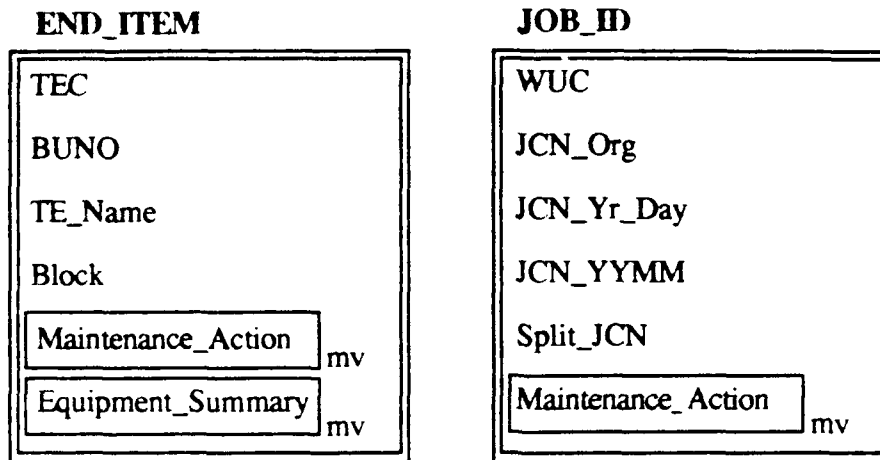 END_ITEM
TEC
BUNO
TE_Name
Block
Maintenance_Action
mv
Equipment_Summary
mv
JOB_ID
WUC
JCN_Org
JCN_Yr_Day
JCN_YYMM
Split_JCN
Maintenance_Action
mv